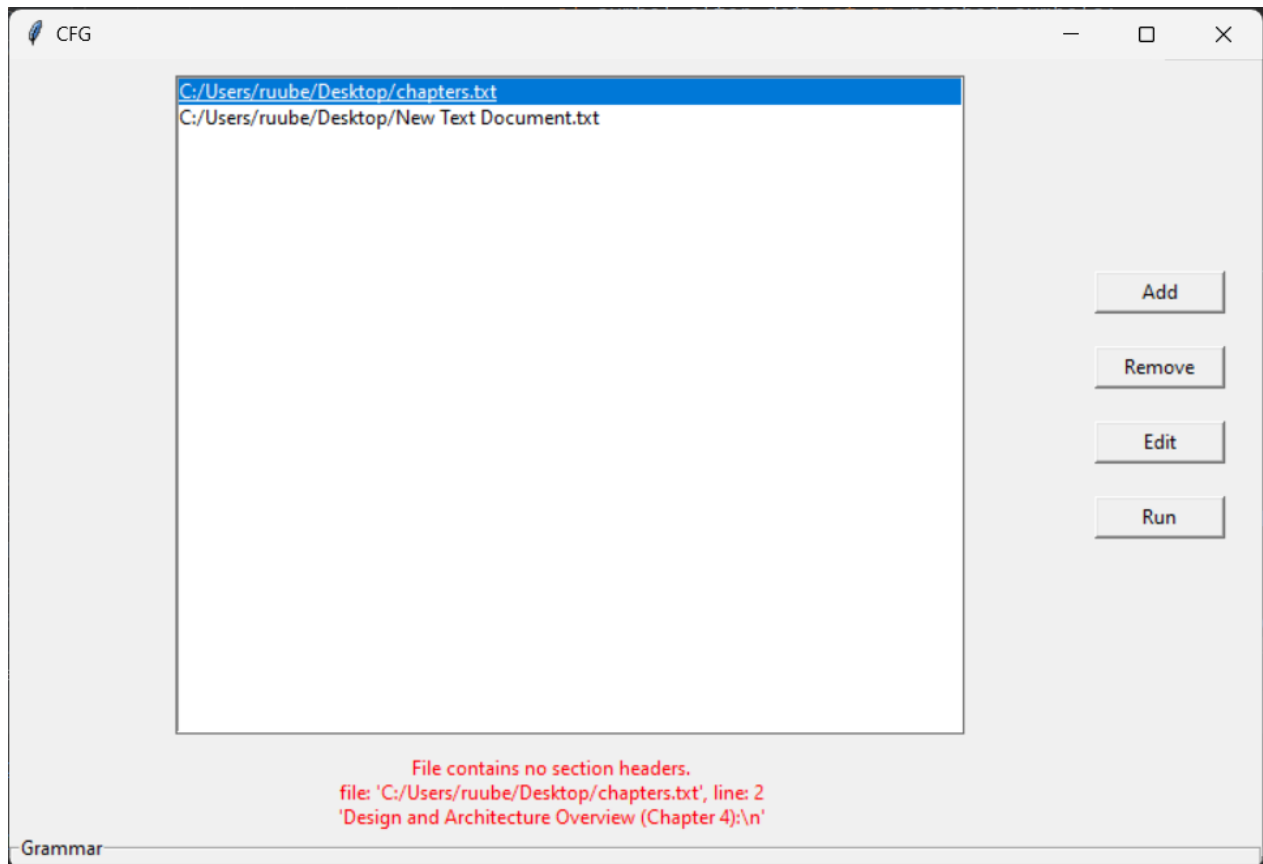 CFG
C:/Users/ruube/Desktop/chapters.txt
C:/Users/ruube/Desktop/New Text Document.txt
Add
Remove
Edit
Run
File contains no section headers.
file: 'C:/Users/ruube/Desktop/chapters.txt', line: 2
'Design and Architecture Overview (Chapter 4):\n'
Grammar